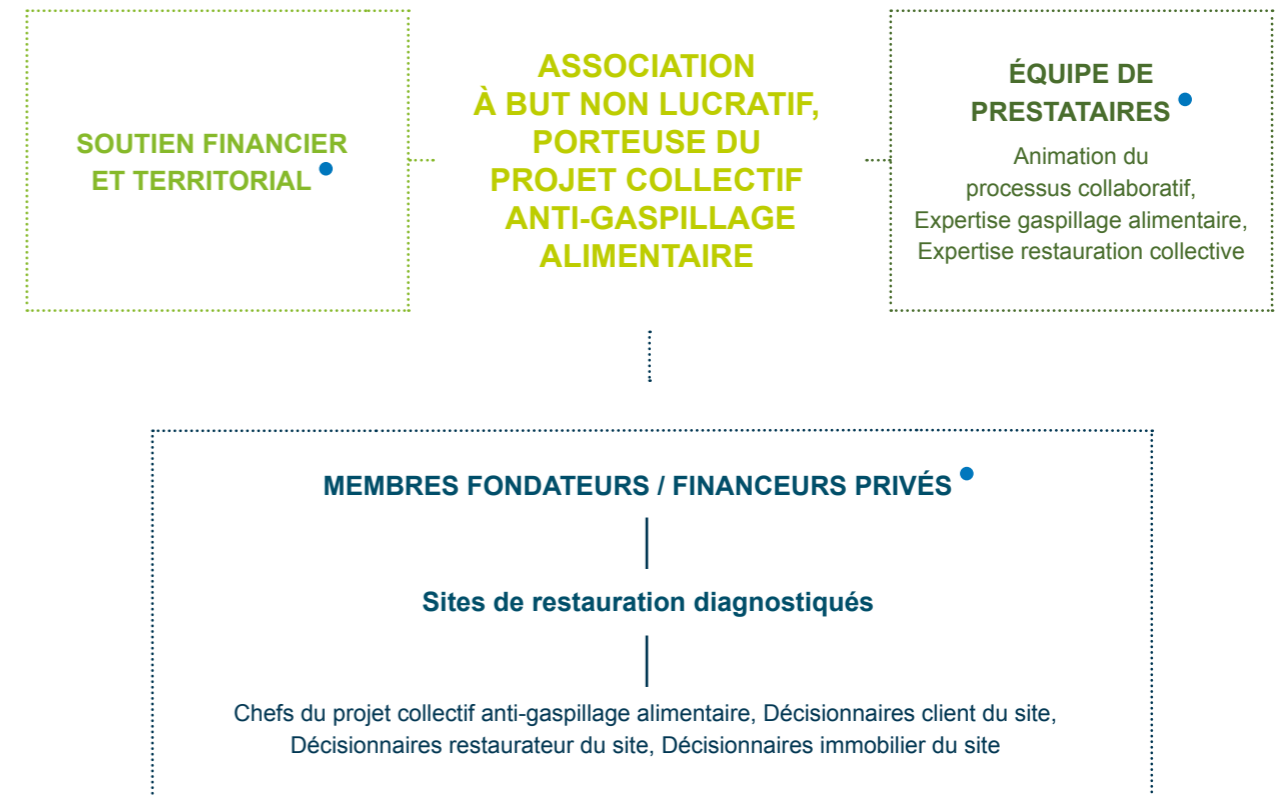 SOUTIEN FINANCIER
ET TERRITORIAL
ASSOCIATION
À BUT NON LUCRATIF,
PORTEUSE DU
PROJET COLLECTIF
ANTI-GASPILLAGE
ALIMENTAIRE
ÉQUIPE DE
PRESTATAIRES
Animation du
processus collaboratif,
Expertise gaspillage alimentaire,
Expertise restauration collective
MEMBRES FONDATEURS / FINANCEURS PRIVÉS
Sites de restauration diagnostiqués
Chefs du projet collectif anti-gaspillage alimentaire, Décisionnaires client du site,
Décisionnaires restaurateur du site, Décisionnaires immobilier du site